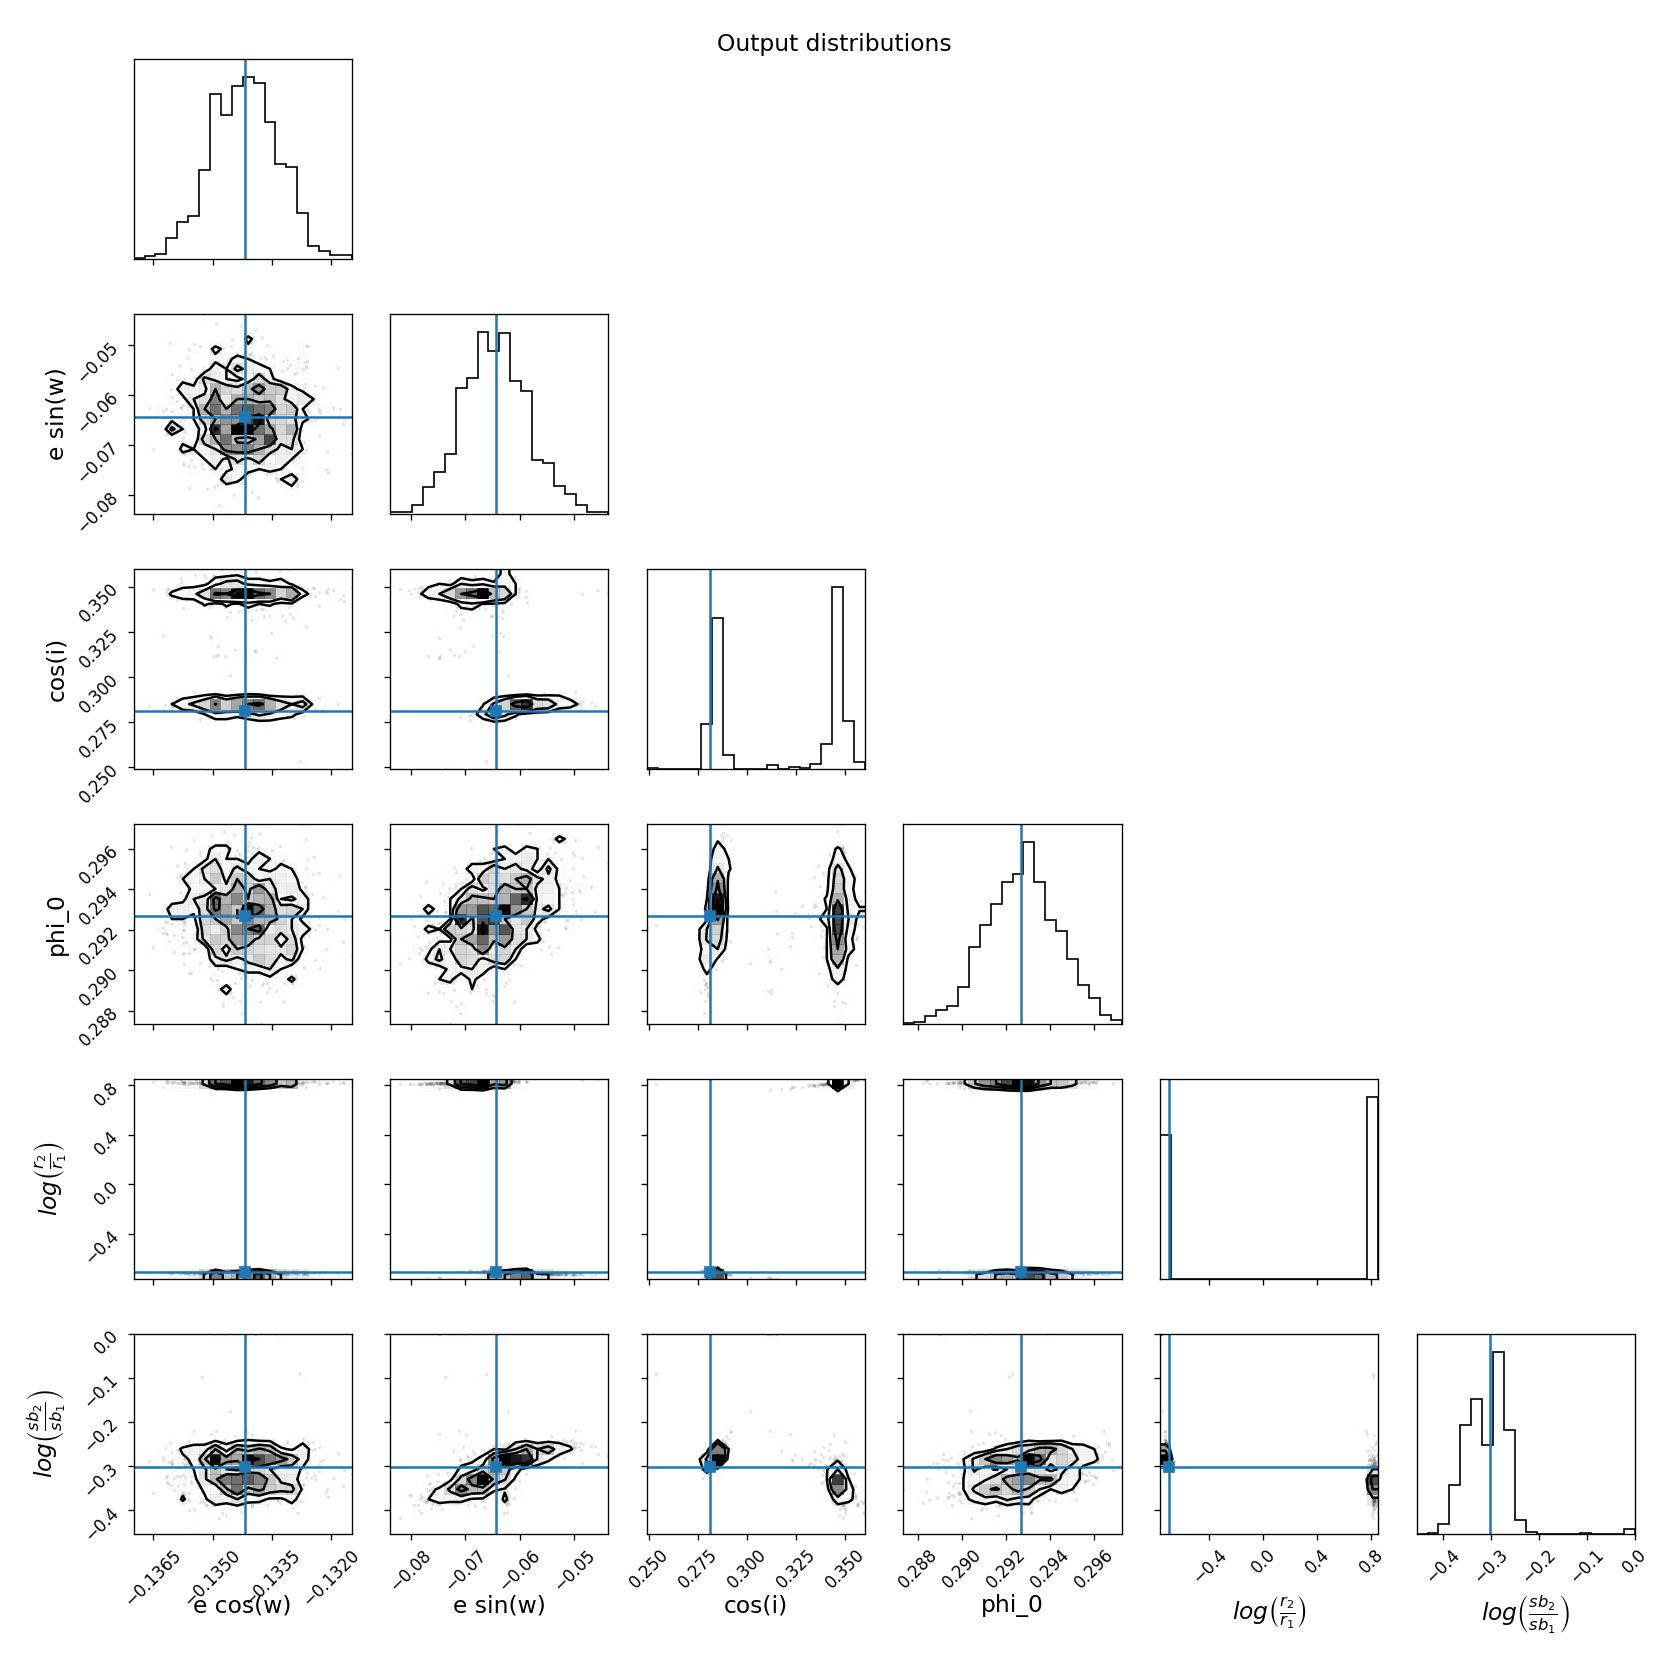 Output distributions
e sin(w)
−0.05
−0.06
−0.07
−0.08
cos(i)
0.350
0.325
0.300
0.275
0.250
phi_0
0.296
0.294
0.292
0.290
0.288
log(r2/r1)
0.8
0.4
0.0
−0.4
log(sb2/sb1)
0.0
−0.1
−0.2
−0.3
−0.4
−0.1365 −0.1350 −0.1335 −0.1320 −0.08 −0.07 −0.06 −0.05 0.250 0.275 0.300 0.325 0.350 0.288 0.290 0.292 0.294 0.296 −0.4 0.0 0.4 0.8 −0.4 −0.3 −0.2 −0.1 0.0
e cos(w) e sin(w) cos(i) phi_0 log(r2/r1) log(sb2/sb1)